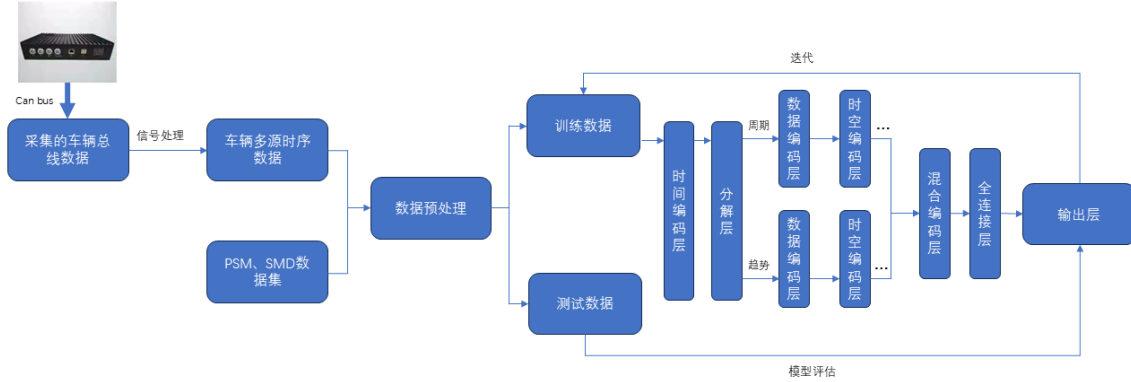 Can bus
采集的车辆总
线数据
信号处理
车辆多源时序
数据
PSM、SMD数
据集
数据预处理
训练数据
测试数据
迭代
时间编码层
分解层
周期
数据编码层
时空编码层
...
趋势
数据编码层
时空编码层
...
混合编码层
全连接层
输出层
模型评估